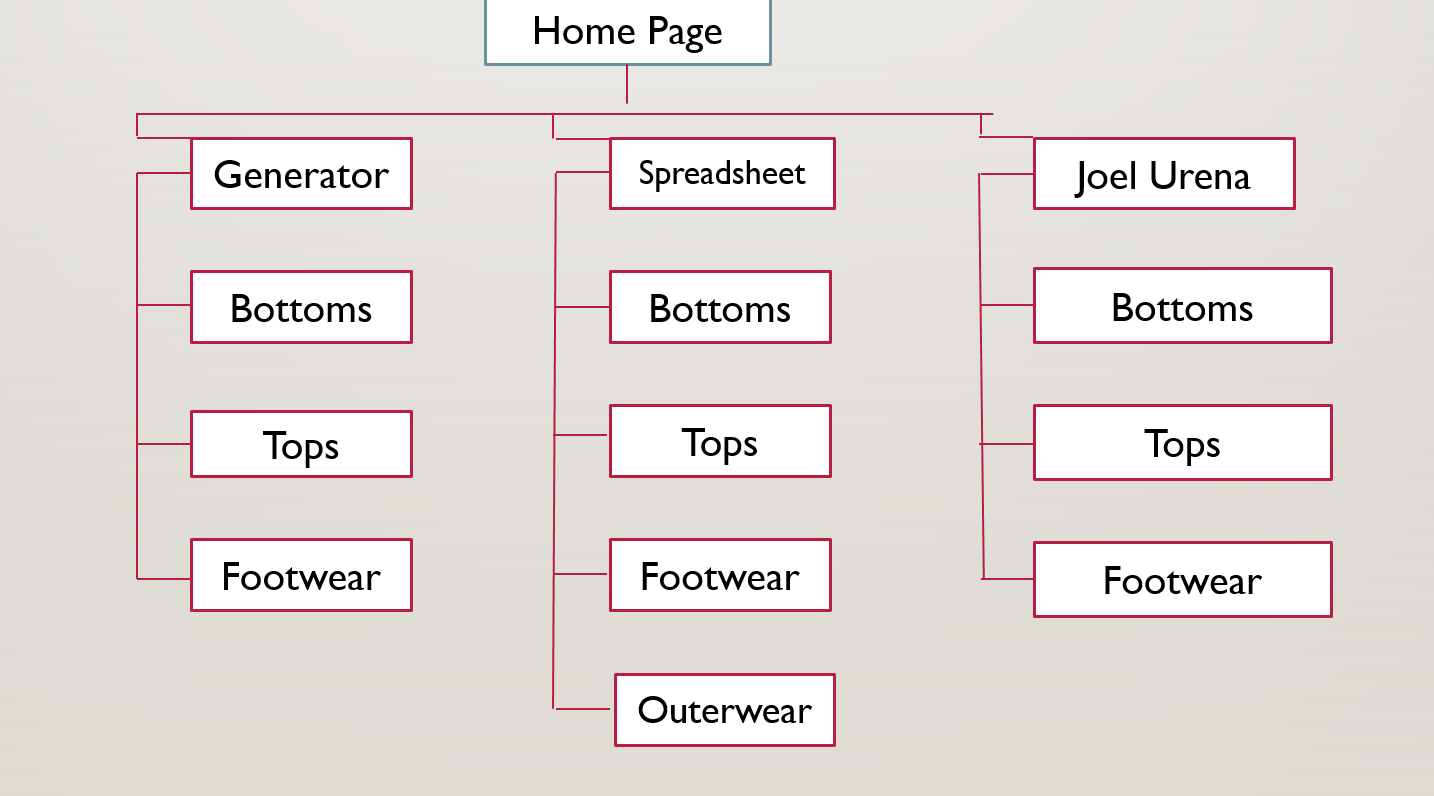 Home Page
Generator
Spreadsheet
Joel Urena
Bottoms
Bottoms
Bottoms
Tops
Tops
Tops
Footwear
Footwear
Footwear
Outerwear